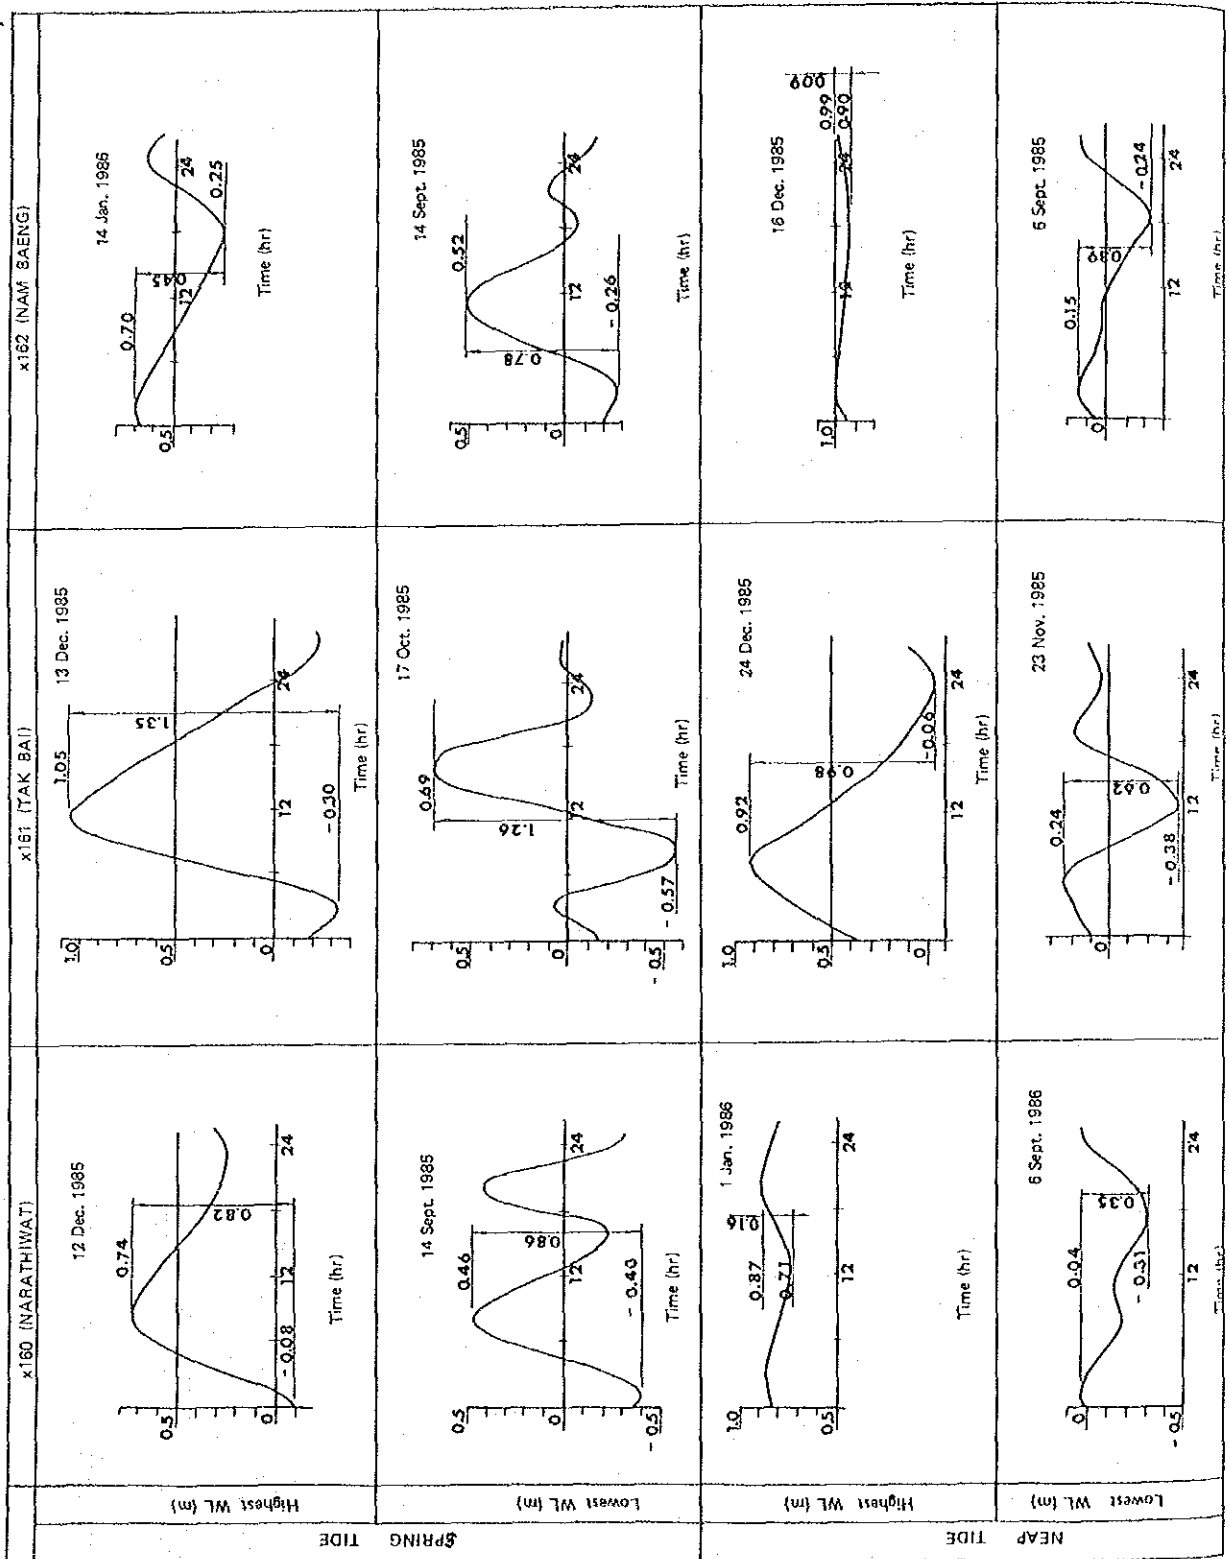 x160 (NARATHIWAT)
x161 (TAK BAI)
x162 (NAM BAENG)
SPRING TIDE
Highest WL (m)
12 Dec. 1985
0.5
0
0.74
0.82
- 0.08
12
24
Time (hr)
13 Dec. 1985
1.0
0.5
0
1.05
1.35
- 0.30
12
24
Time (hr)
14 Jan. 1986
0.5
0.70
0.45
0.25
12
24
Time (hr)
Lowest WL (m)
14 Sept. 1985
0.5
0
- 0.5
0.46
0.86
- 0.40
12
24
Time (hr)
17 Oct. 1985
0.5
0
- 0.5
0.69
1.26
- 0.57
12
24
Time (hr)
14 Sept. 1985
0.5
0
0.52
0.78
- 0.26
12
24
Time (hr)
NEAP TIDE
Highest WL (m)
1 Jan. 1986
1.0
0.5
0.87
0.16
0.71
12
24
Time (hr)
24 Dec. 1985
1.0
0.5
0
0.92
0.98
-0.06
12
24
Time (hr)
16 Dec. 1985
1.0
0.99
0.90
0.09
12
24
Time (hr)
Lowest WL (m)
6 Sept. 1986
0
- 0.5
0.04
0.35
- 0.31
12
24
Time (hr)
23 Nov. 1985
0
0.24
0.62
- 0.38
12
24
Time (hr)
6 Sept. 1985
0
0.15
0.39
- 0.24
12
24
Time (hr)